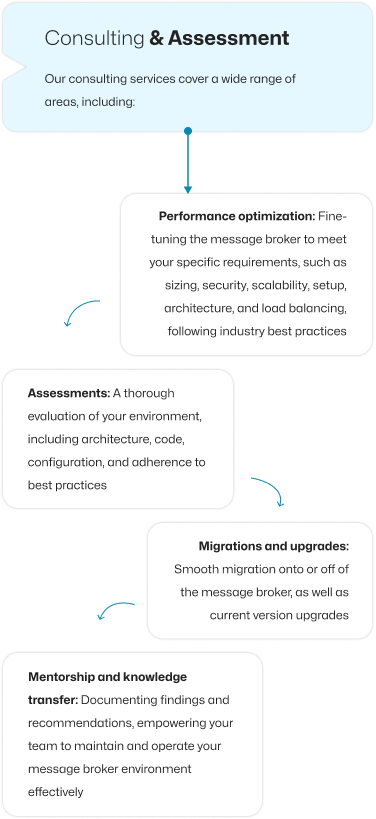 Consulting & Assessment
Our consulting services cover a wide range of
areas, including:
Performance optimization: Fine-
tuning the message broker to meet
your specific requirements, such as
sizing, security, scalability, setup,
architecture, and load balancing,
following industry best practices
Assessments: A thorough
evaluation of your environment,
including architecture, code,
configuration, and adherence to
best practices
Migrations and upgrades:
Smooth migration onto or off of
the message broker, as well as
current version upgrades
Mentorship and knowledge
transfer: Documenting findings and
recommendations, empowering your
team to maintain and operate your
message broker environment
effectively